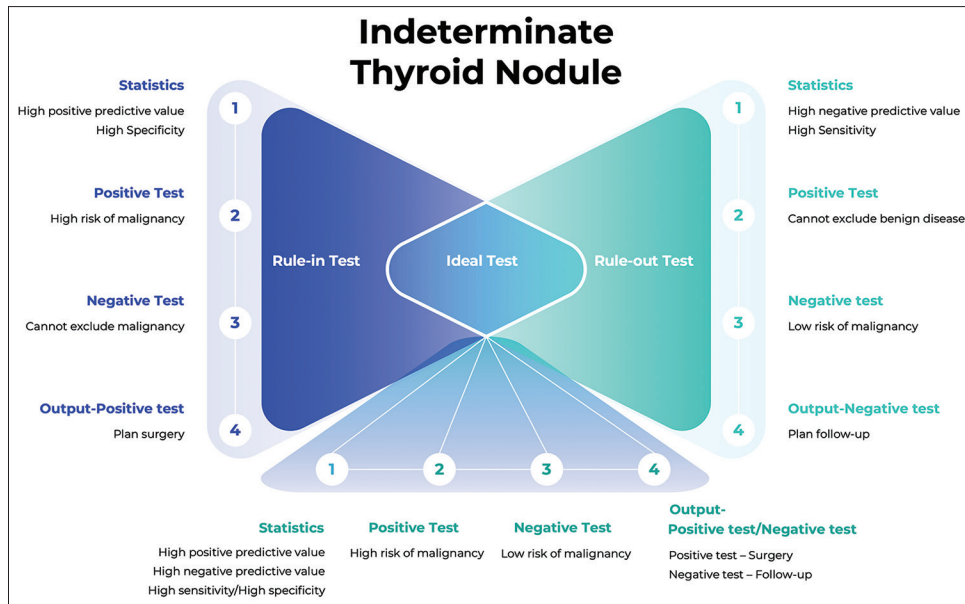 Indeterminate
Thyroid Nodule
Statistics
High positive predictive value
High Specificity
1
Positive Test
High risk of malignancy
2
Negative Test
Cannot exclude malignancy
3
Output-Positive test
Plan surgery
4
Rule-in Test
Ideal Test
Rule-out Test
Statistics
High negative predictive value
High Sensitivity
1
Positive Test
Cannot exclude benign disease
2
Negative test
Low risk of malignancy
3
Output-Negative test
Plan follow-up
4
1
2
3
4
Statistics
High positive predictive value
High negative predictive value
High sensitivity/High specificity
Positive Test
High risk of malignancy
Negative Test
Low risk of malignancy
Output-
Positive test/Negative test
Positive test – Surgery
Negative test – Follow-up